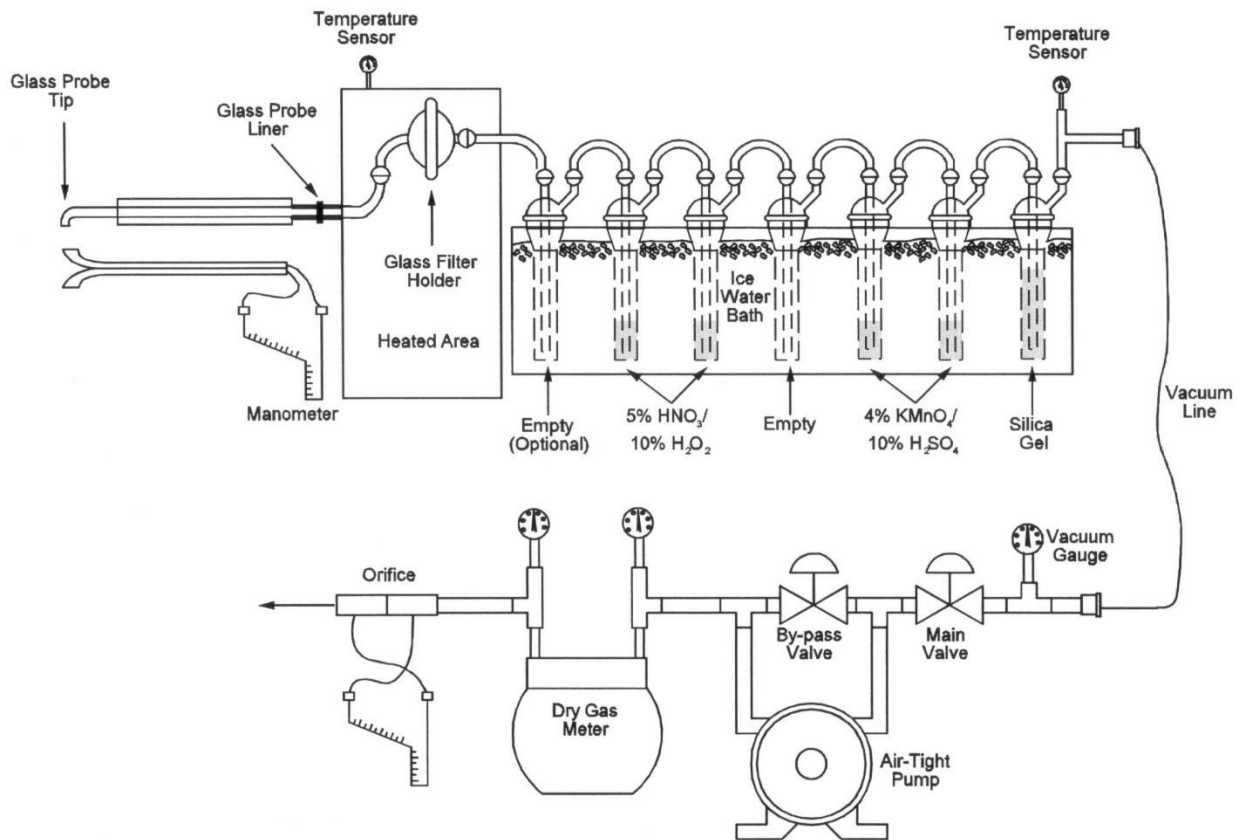 Temperature
Sensor
Temperature
Sensor
Glass Probe
Tip
Glass Probe
Liner
Glass Filter
Holder
Heated Area
Ice
Water
Bath
Manometer
Empty
(Optional)
5% HNO₃/
10% H₂O₂
Empty
4% KMnO₄/
10% H₂SO₄
Silica
Gel
Vacuum
Line
Vacuum
Gauge
Orifice
By-pass
Valve
Main
Valve
Dry Gas
Meter
Air-Tight
Pump